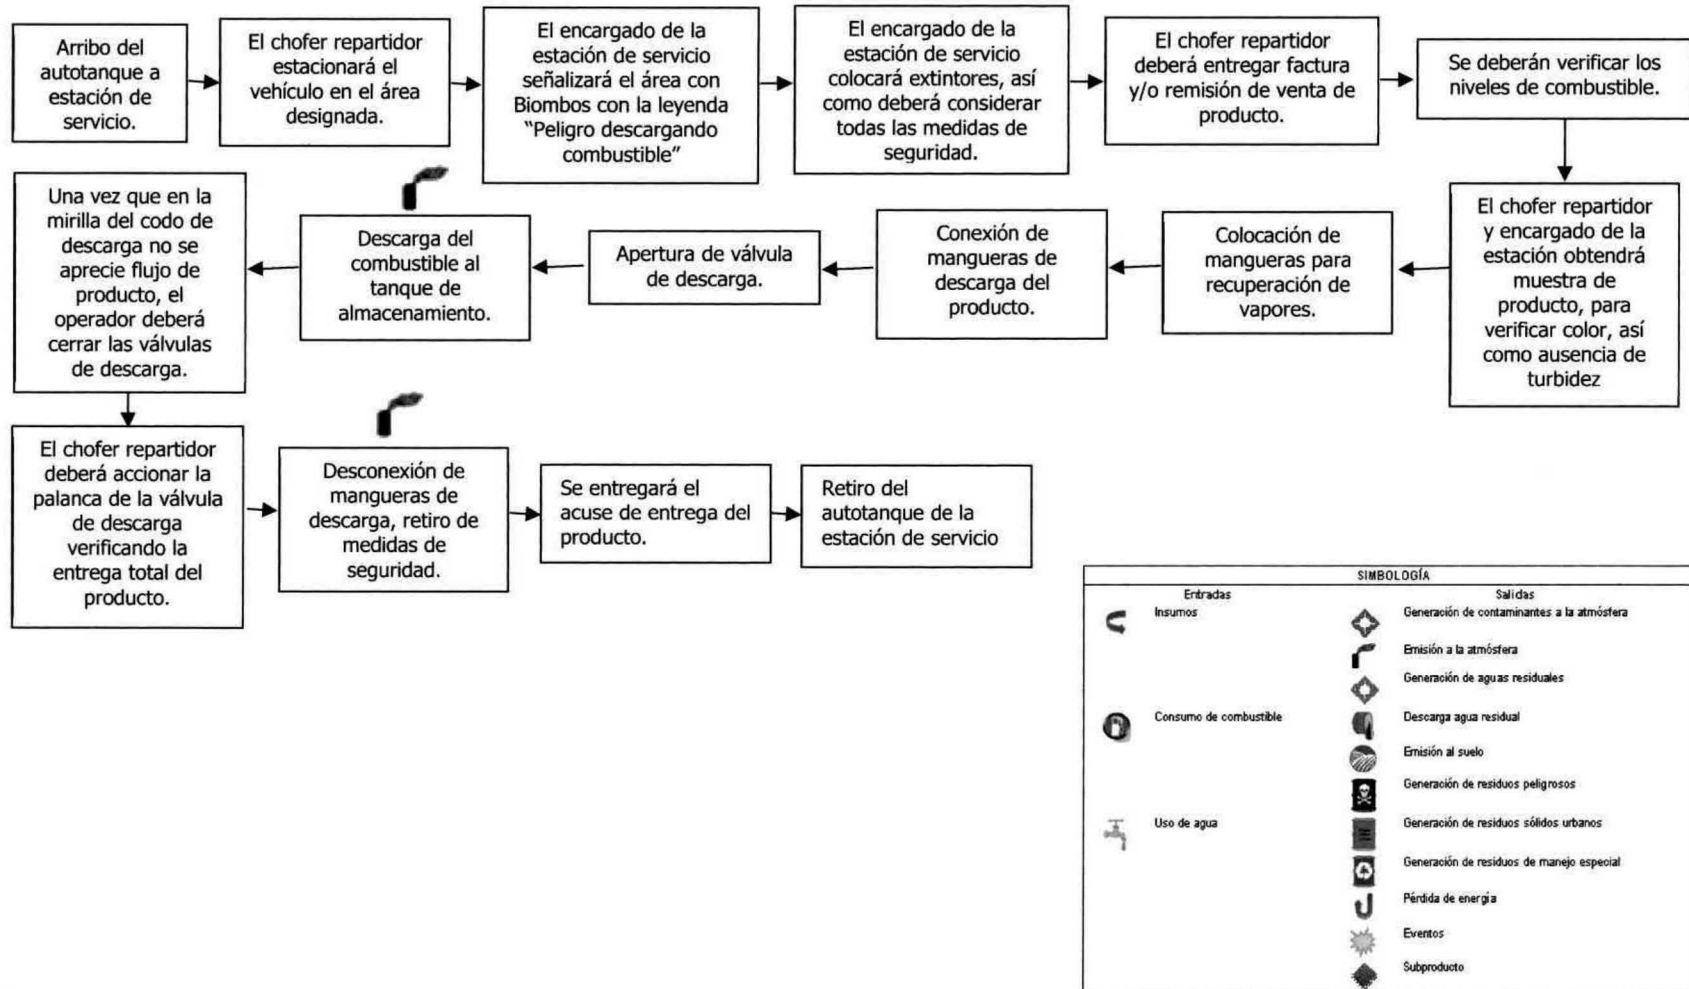 Arribo del
autotanque a
estación de
servicio.
El chofer repartidor
estacionará el
vehículo en el área
designada.
El encargado de la
estación de servicio
señalizará el área con
Biombos con la leyenda
"Peligro descargando
combustible"
El encargado de la
estación de servicio
colocará extintores, así
como deberá considerar
todas las medidas de
seguridad.
El chofer repartidor
deberá entregar factura
y/o remisión de venta de
producto.
Se deberán verificar los
niveles de combustible.
El chofer repartidor
y encargado de la
estación obtendrá
muestra de
producto, para
verificar color, así
como ausencia de
turbidez
Colocación de
mangueras para
recuperación de
vapores.
Conexión de
mangueras de
descarga del
producto.
Apertura de válvula
de descarga.
Descarga del
combustible al
tanque de
almacenamiento.
Una vez que en la
mirilla del codo de
descarga no se
aprecie flujo de
producto, el
operador deberá
cerrar las válvulas
de descarga.
El chofer repartidor
deberá accionar la
palanca de la válvula
de descarga
verificando la
entrega total del
producto.
Desconexión de
mangueras de
descarga, retiro de
medidas de
seguridad.
Se entregará el
acuse de entrega del
producto.
Retiro del
autotanque de la
estación de servicio
SIMBOLOGÍA
Entradas
Insumos
Consumo de combustible
Uso de agua
Salidas
Generación de contaminantes a la atmósfera
Emisión a la atmósfera
Generación de aguas residuales
Descarga agua residual
Emisión al suelo
Generación de residuos peligrosos
Generación de residuos sólidos urbanos
Generación de residuos de manejo especial
Pérdida de energía
Eventos
Subproducto